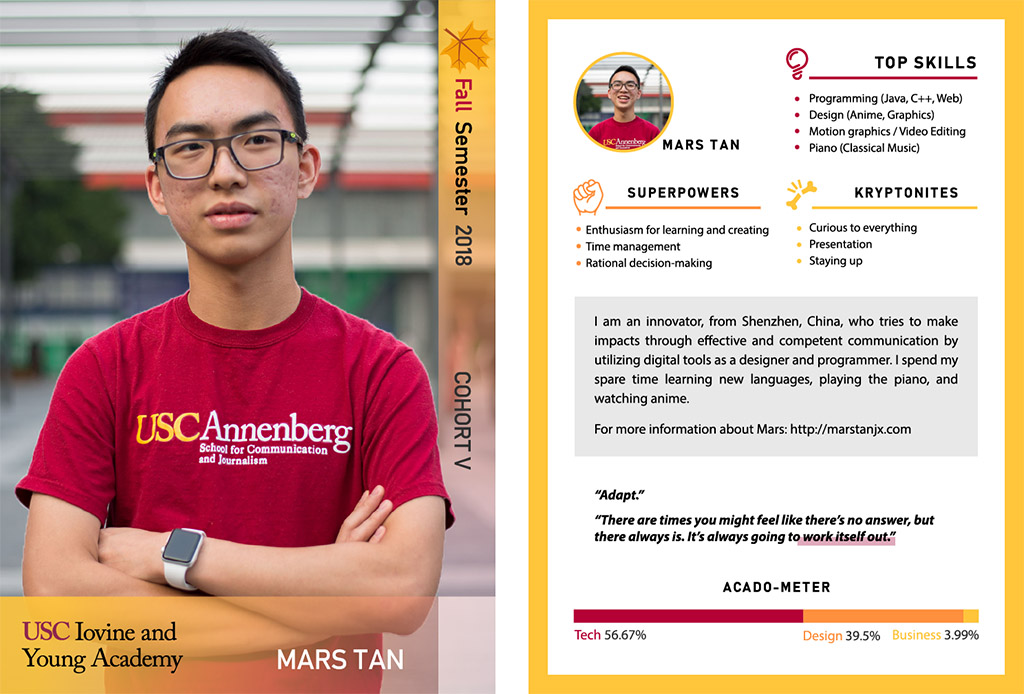 Fall Semester 2018
COHORT V
USC Annenberg
School for Communication
and Journalism
USC Iovine and
Young Academy
MARS TAN
USC Annenberg
MARS TAN
TOP SKILLS
• Programming (Java, C++, Web)
• Design (Anime, Graphics)
• Motion graphics / Video Editing
• Piano (Classical Music)
SUPERPOWERS
• Enthusiasm for learning and creating
• Time management
• Rational decision-making
KRYPTONITES
• Curious to everything
• Presentation
• Staying up
I am an innovator, from Shenzhen, China, who tries to make
impacts through effective and competent communication by
utilizing digital tools as a designer and programmer. I spend my
spare time learning new languages, playing the piano, and
watching anime.
For more information about Mars: http://marstanjx.com
“Adapt.”
“There are times you might feel like there’s no answer, but
there always is. It’s always going to work itself out.”
ACADO-METER
Tech 56.67%
Design 39.5%
Business 3.99%